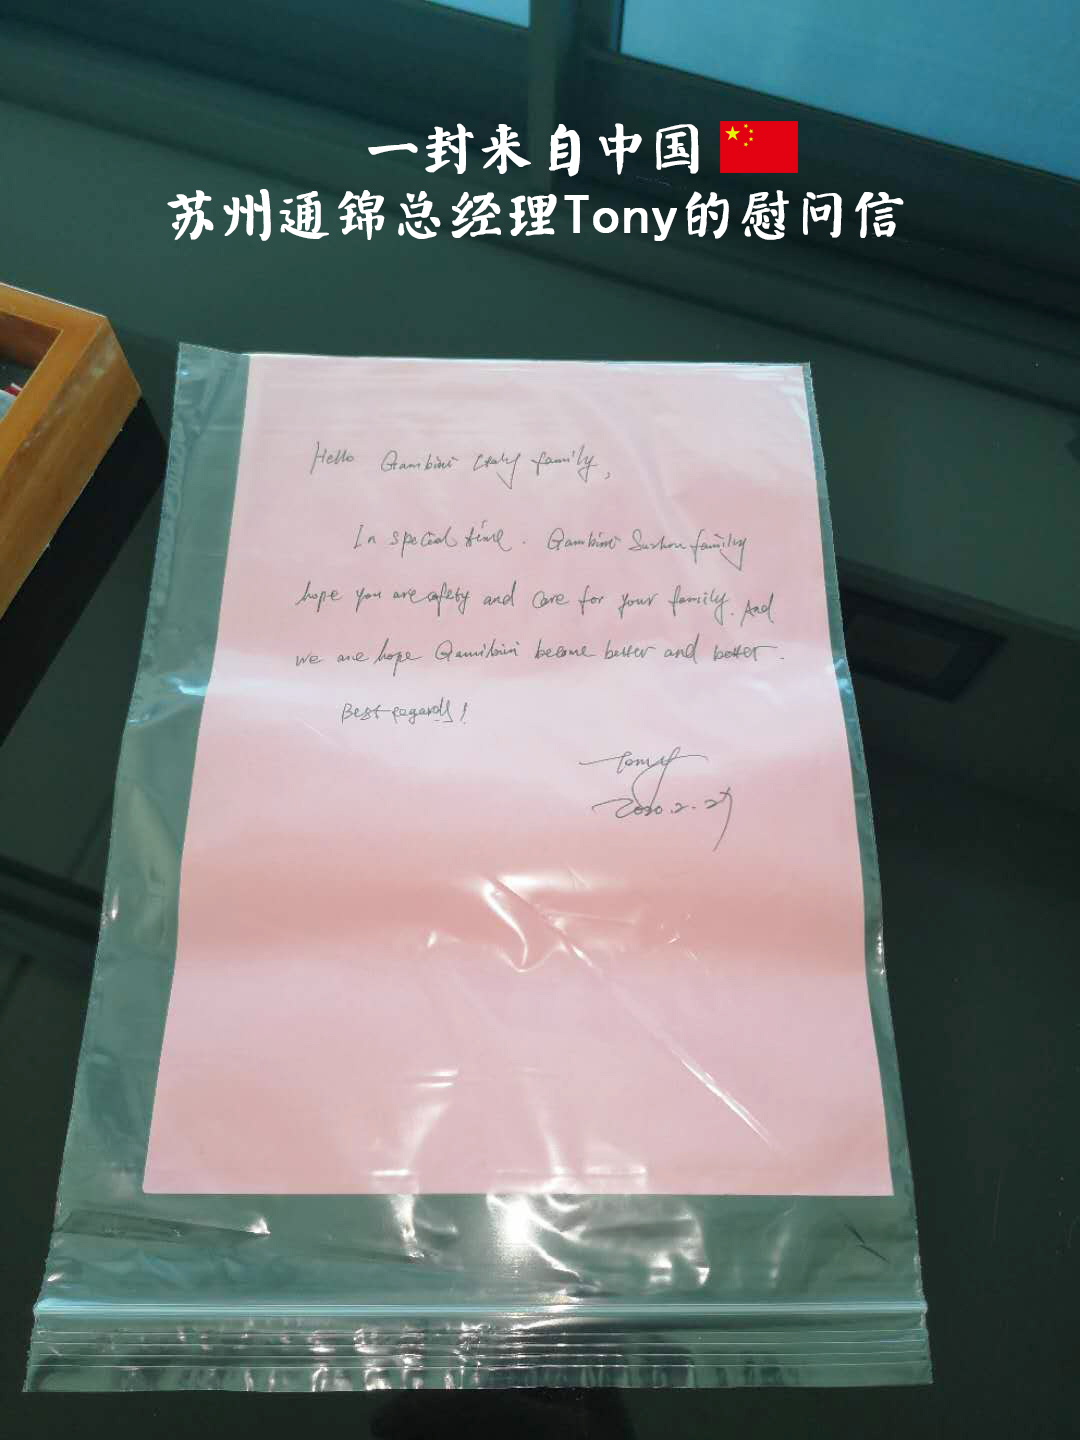 一封来自中国
苏州通锦总经理Tony的慰问信
Hello Gambini Italy family,
In special time. Gambini Suzhou family
hope you are safety and care for your family. And
we are hope Gambini become better and better.
Best regards!
Tony
2020.2.27